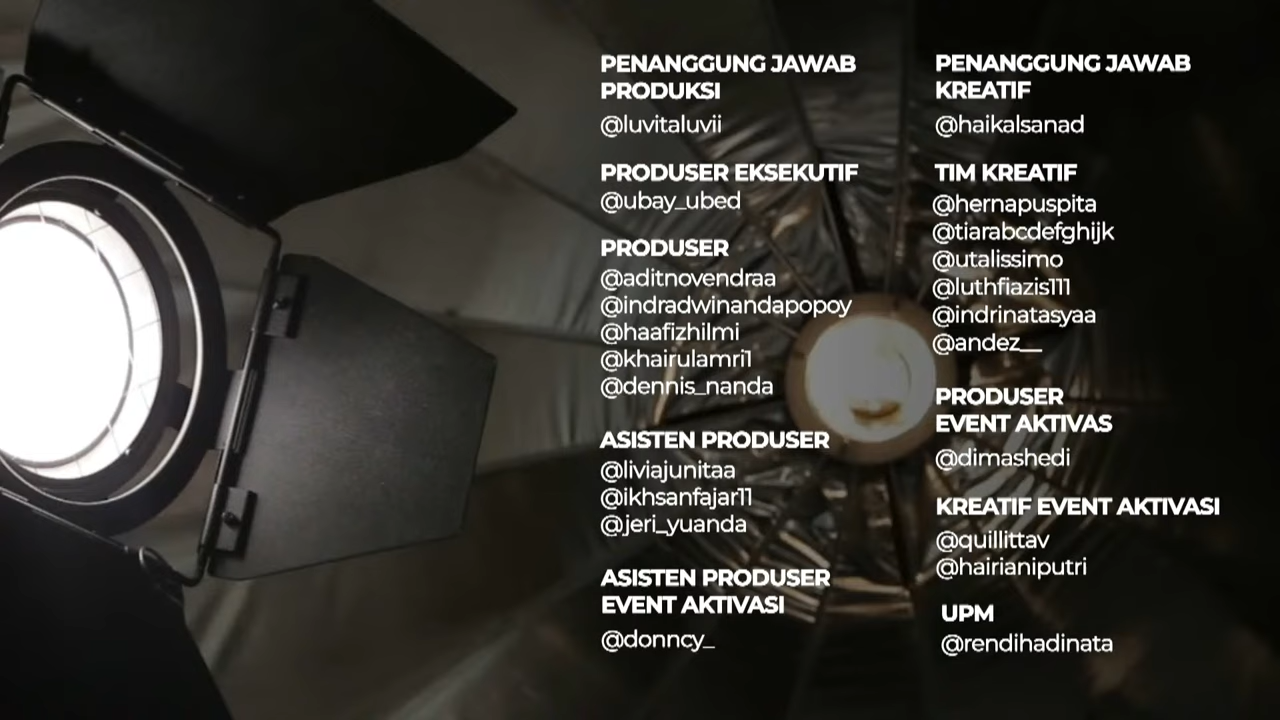 PENANGGUNG JAWAB
PRODUKSI
@luvitaluvii
PRODUSER EKSEKUTIF
@ubay_ubed
PRODUSER
@aditnovendraa
@indradwinandapopoy
@haafizhilmi
@khairulamri1
@dennis_nanda
ASISTEN PRODUSER
@liviajunitaa
@ikhsanfajar11
@jeri_yuanda
ASISTEN PRODUSER
EVENT AKTIVASI
@donncy_
PENANGGUNG JAWAB
KREATIF
@haikalsanad
TIM KREATIF
@hernapuspita
@tiarabcdefghijk
@utalissimo
@luthfiazis111
@indrinatasyaa
@andez__
PRODUSER
EVENT AKTIVAS
@dimashedi
KREATIF EVENT AKTIVASI
@quillittav
@hairianiputri
UPM
@rendihadinata